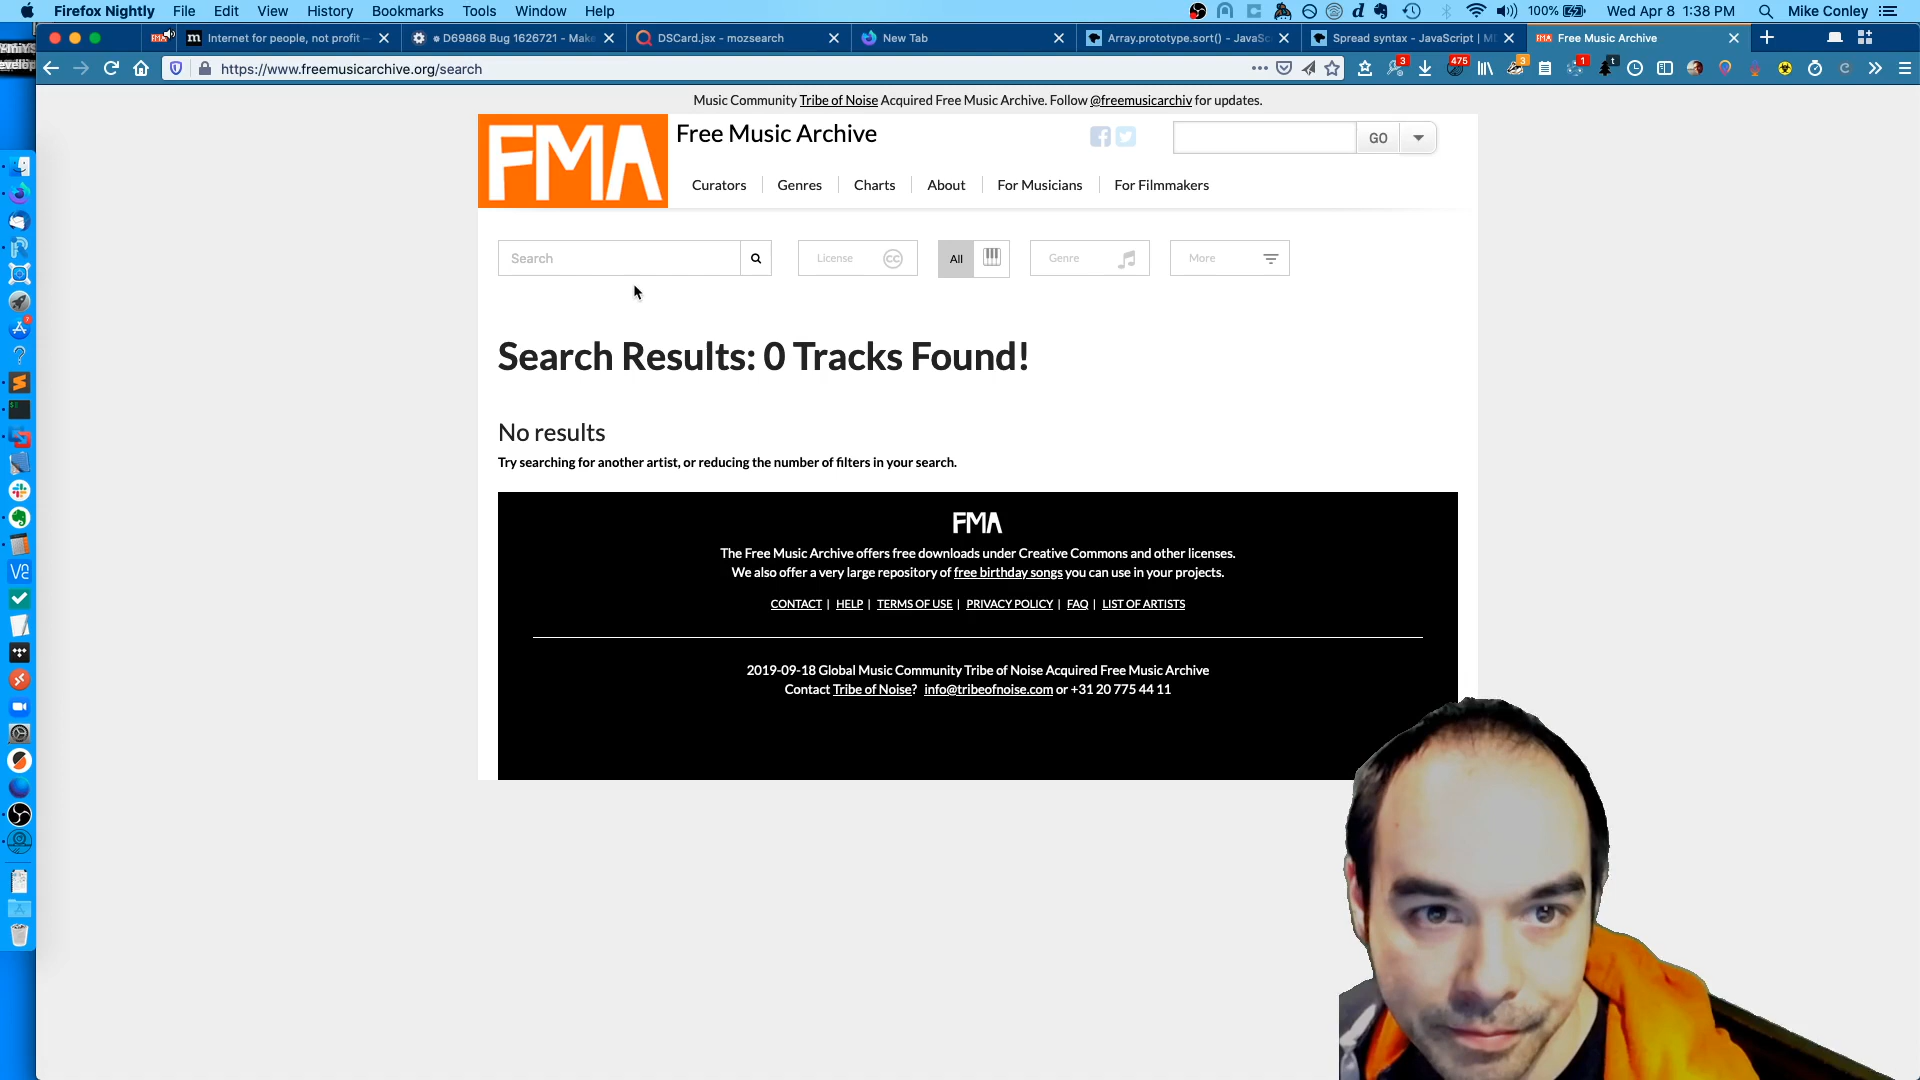 Firefox Nightly File Edit View History Bookmarks Tools Window Help 100% Wed Apr 8 1:38 PM Mike Conley
Internet for people, not profit – D69868 Bug 1626721 - Make DSCard.jsx - mozsearch New Tab Array.prototype.sort() - JavaSc Spread syntax - JavaScript | M Free Music Archive
https://www.freemusicarchive.org/search 3 475 3 1
Music Community Tribe of Noise Acquired Free Music Archive. Follow @freemusicarchiv for updates.
FMA Free Music Archive GO
Curators Genres Charts About For Musicians For Filmmakers
Search License CC All Genre More
Search Results: 0 Tracks Found!
No results
Try searching for another artist, or reducing the number of filters in your search.
FMA
The Free Music Archive offers free downloads under Creative Commons and other licenses.
We also offer a very large repository of free birthday songs you can use in your projects.
CONTACT | HELP | TERMS OF USE | PRIVACY POLICY | FAQ | LIST OF ARTISTS
2019-09-18 Global Music Community Tribe of Noise Acquired Free Music Archive
Contact Tribe of Noise? info@tribeofnoise.com or +31 20 775 44 11